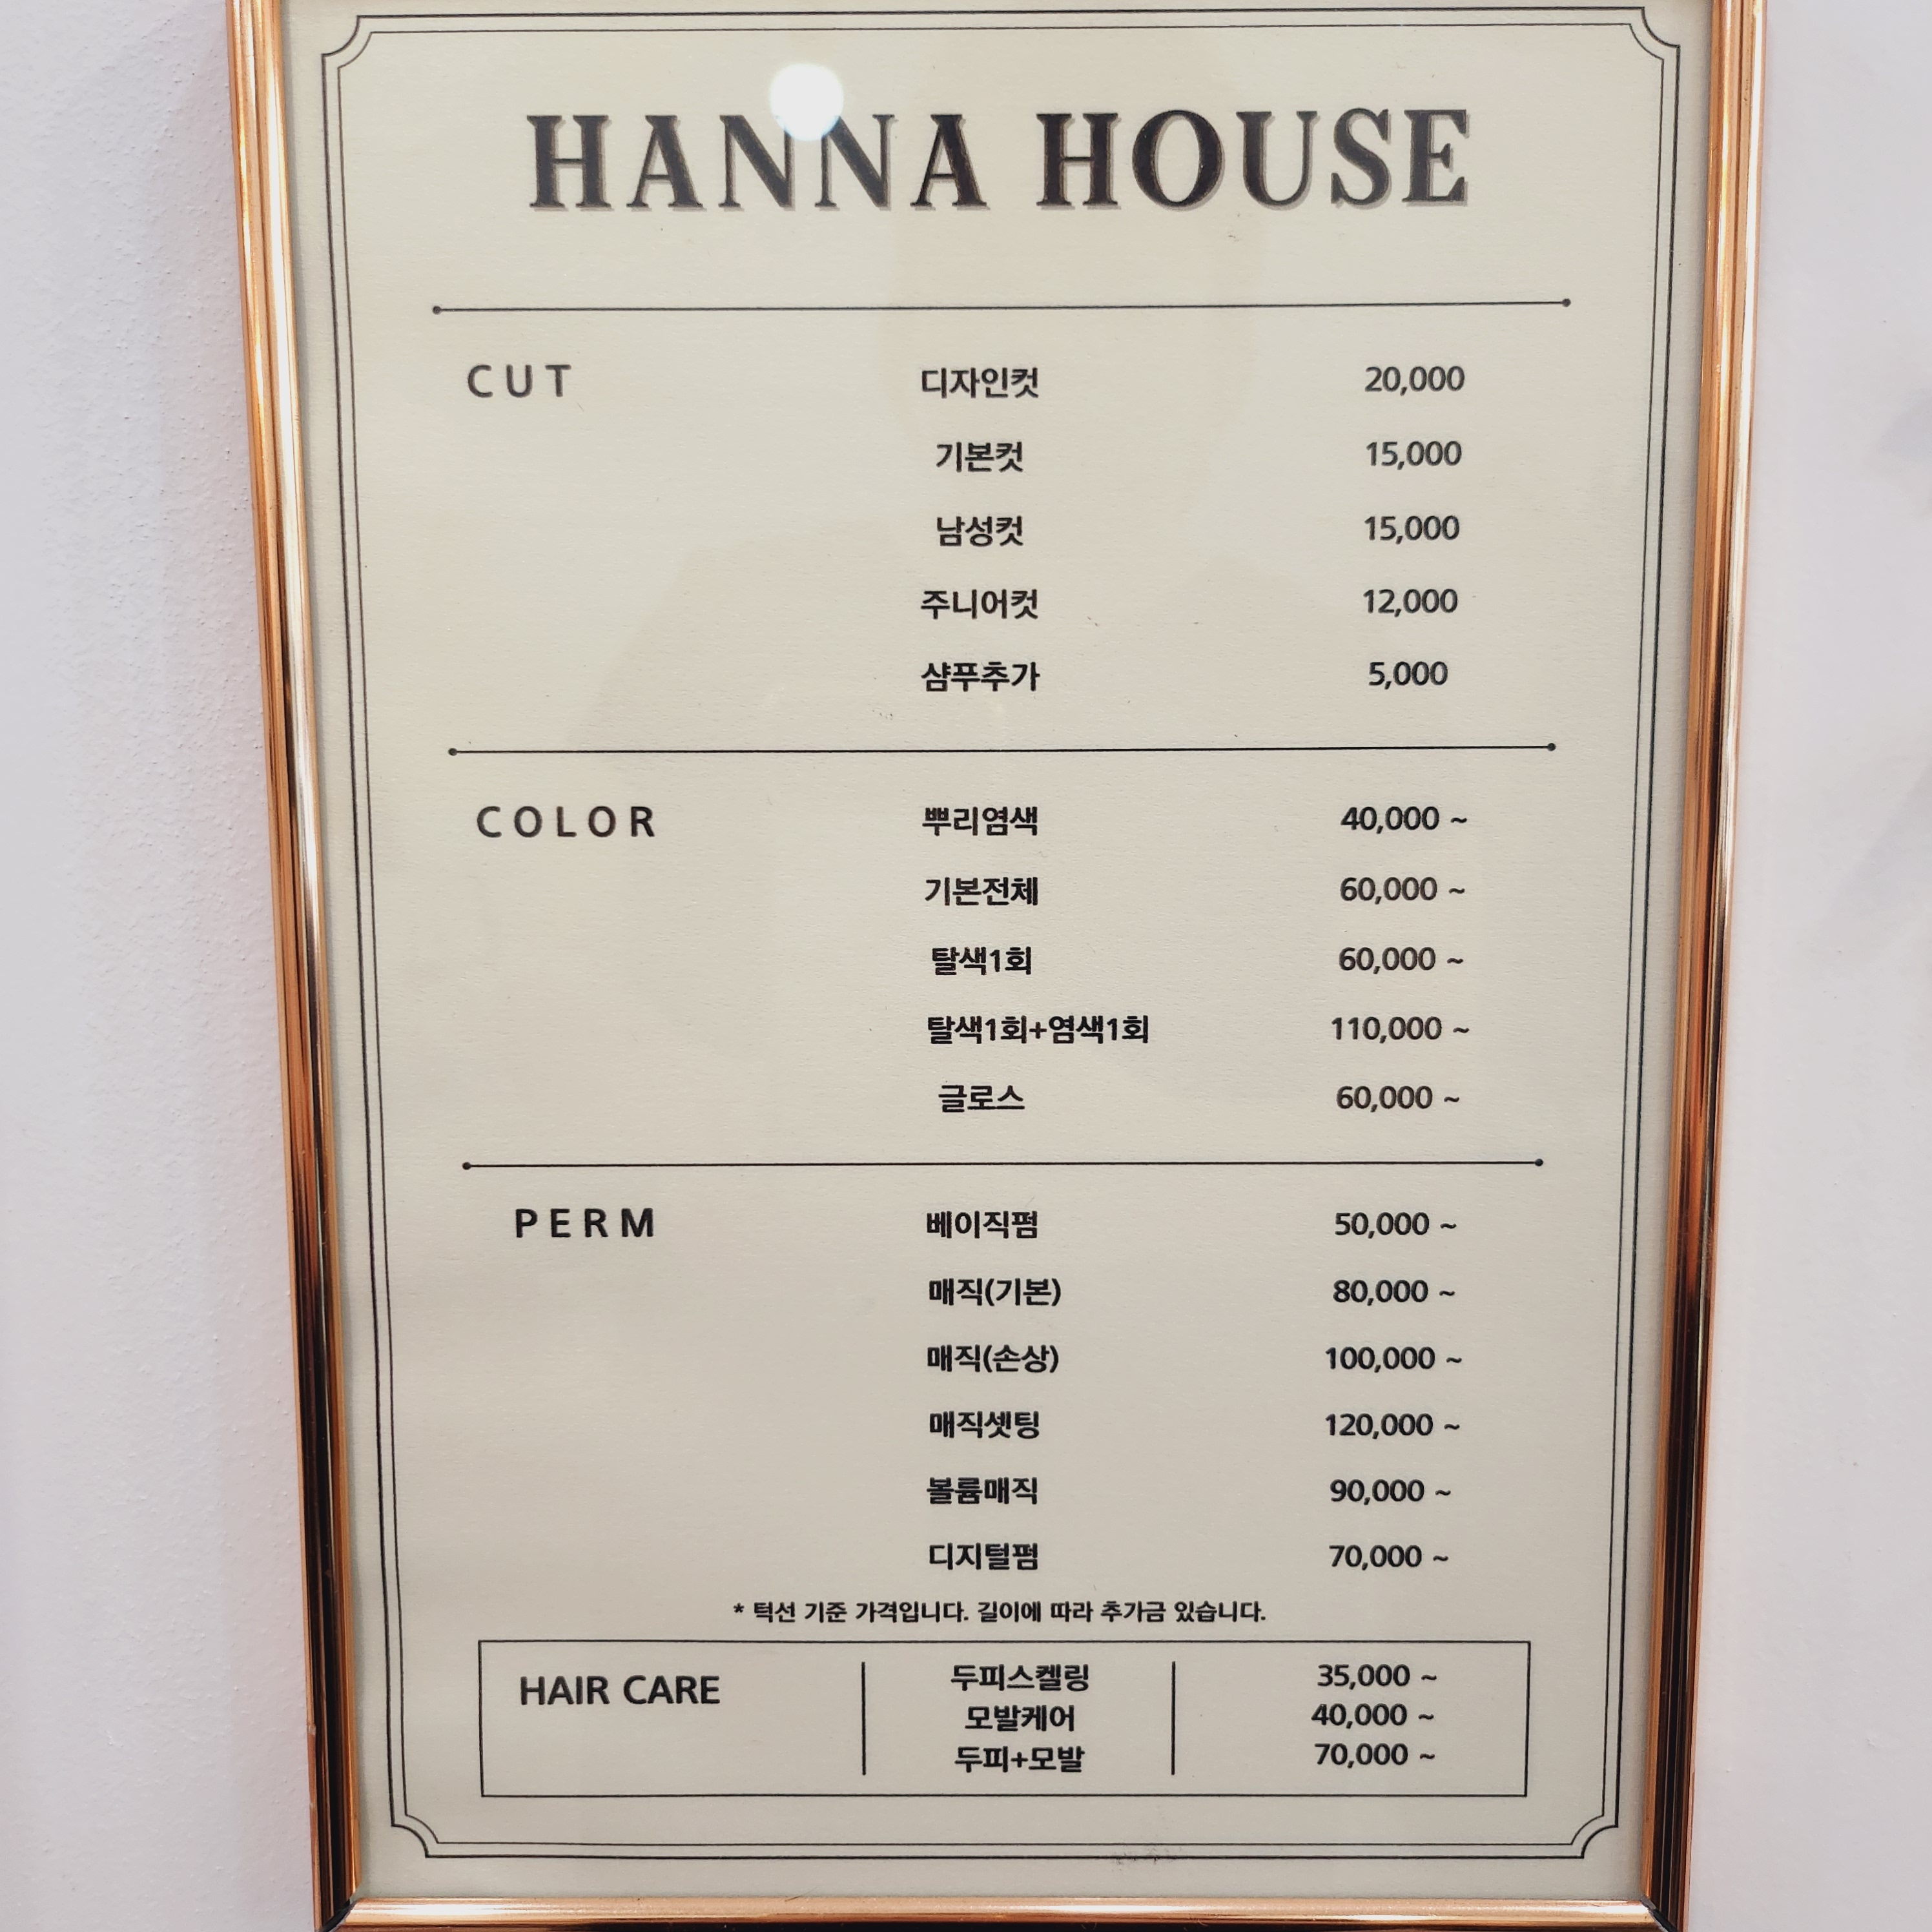 HANNA HOUSE
CUT 디자인컷 20,000
기본컷 15,000
남성컷 15,000
주니어컷 12,000
샴푸추가 5,000
COLOR 뿌리염색 40,000 ~
기본전체 60,000 ~
탈색1회 60,000 ~
탈색1회+염색1회 110,000 ~
글로스 60,000 ~
PERM 베이직펌 50,000 ~
매직(기본) 80,000 ~
매직(손상) 100,000 ~
매직셋팅 120,000 ~
볼륨매직 90,000 ~
디지털펌 70,000 ~
* 턱선 기준 가격입니다. 길이에 따라 추가금 있습니다.
HAIR CARE 두피스켈링 35,000 ~
모발케어 40,000 ~
두피+모발 70,000 ~